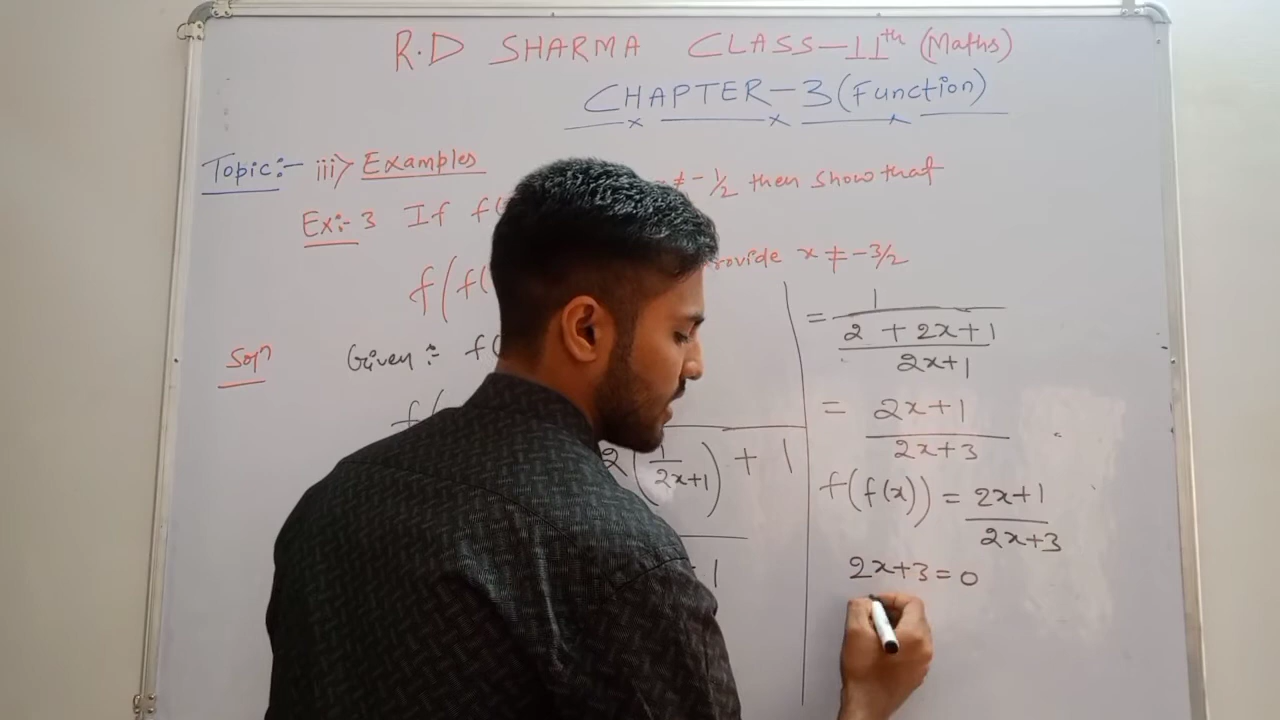 R.D SHARMA CLASS-11th (Maths)
CHAPTER-3 (Function)
Topic:- iii> Examples
Ex:- 3 If f( ≠ -1/2 then show that
f(f( rovide x ≠ -3/2
Solⁿ Given :- f(
f(
2(1/2x+1) + 1
1
= 1/((2 + 2x+1)/(2x+1))
= (2x+1)/(2x+3)
f(f(x)) = (2x+1)/(2x+3)
2x+3=0